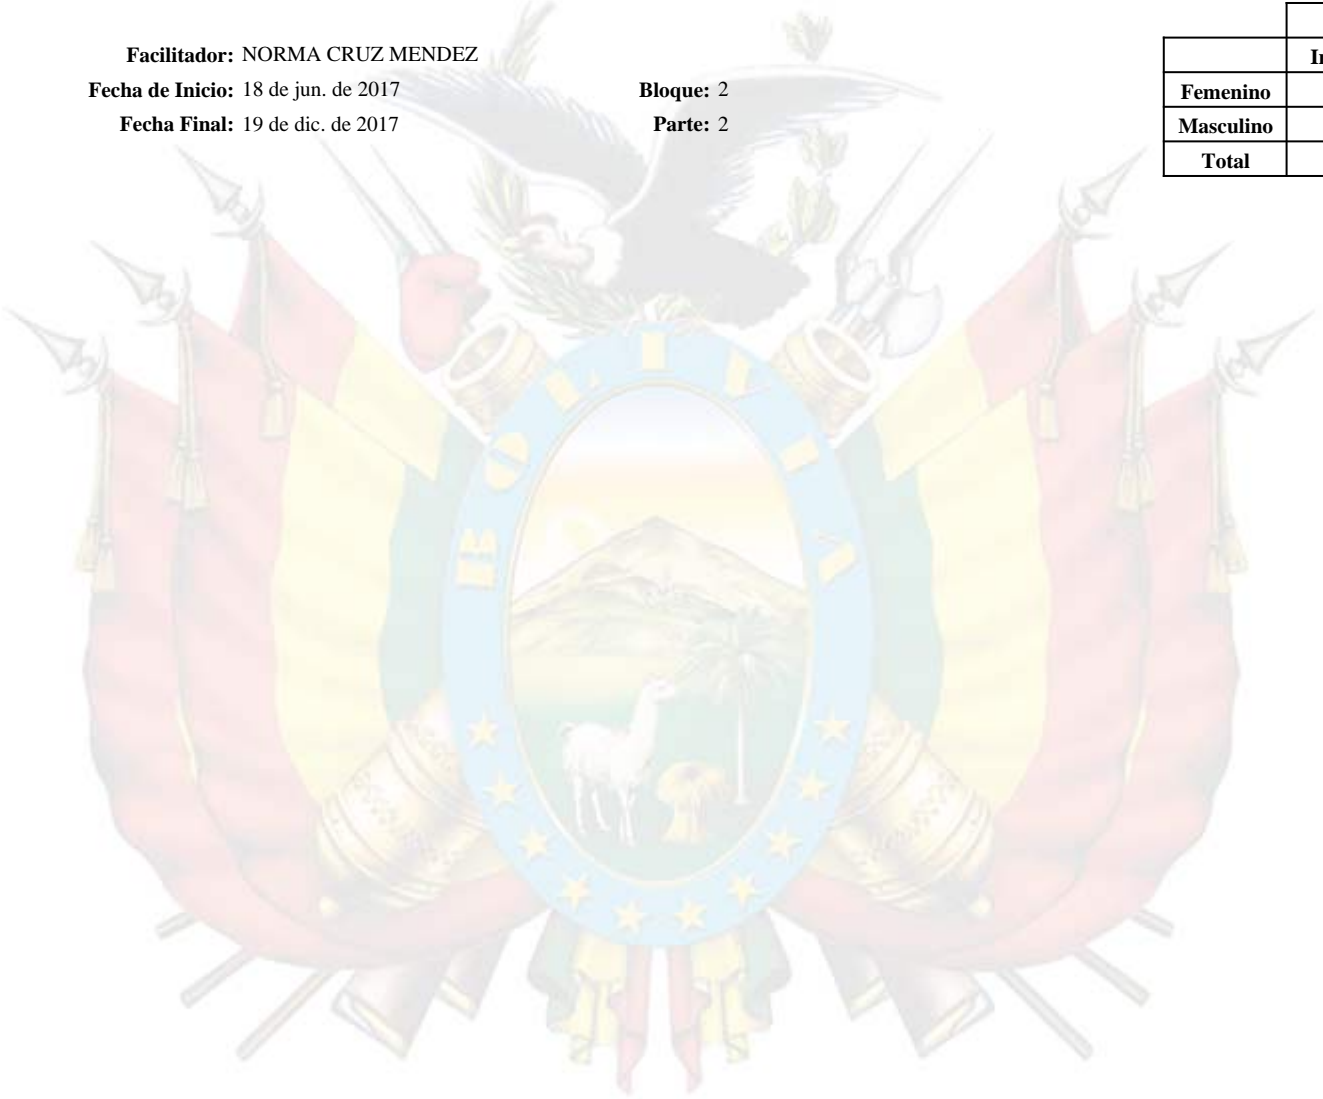 Facilitador: NORMA CRUZ MENDEZ
Fecha de Inicio: 18 de jun. de 2017 Bloque: 2
Fecha Final: 19 de dic. de 2017 Parte: 2
Femenino
Masculino
Total
BOLIVIA